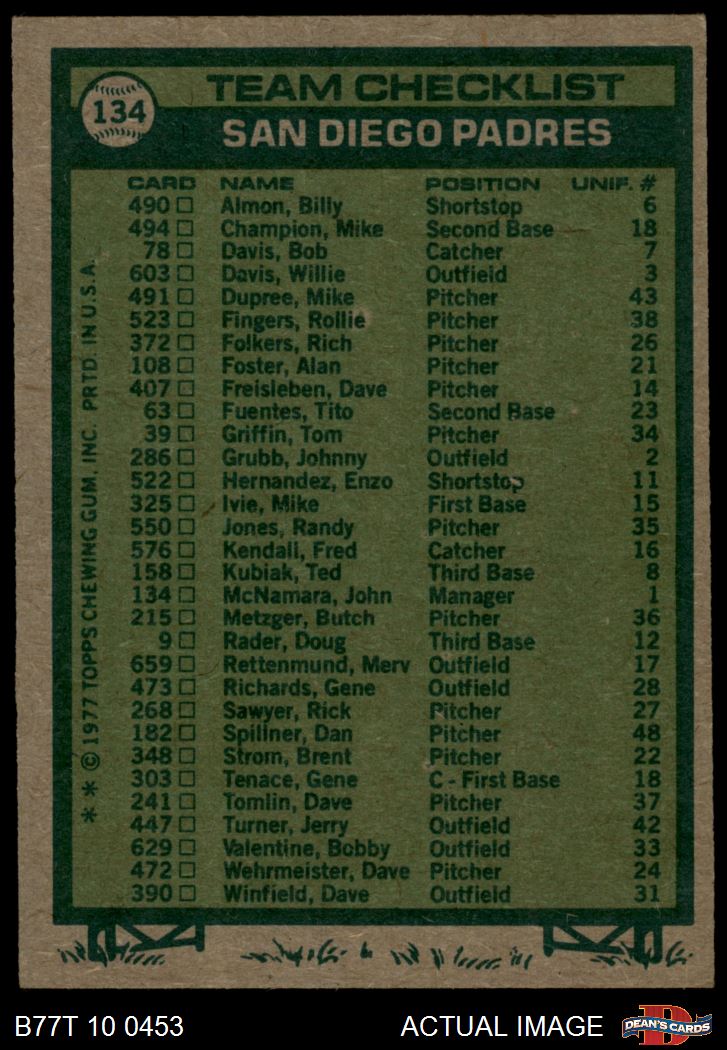 134
TEAM CHECKLIST
SAN DIEGO PADRES
CARD NAME POSITION UNIF. #
490 Almon, Billy Shortstop 6
494 Champion, Mike Second Base 18
78 Davis, Bob Catcher 7
603 Davis, Willie Outfield 3
491 Dupree, Mike Pitcher 43
523 Fingers, Rollie Pitcher 38
372 Folkers, Rich Pitcher 26
108 Foster, Alan Pitcher 21
407 Freisleben, Dave Pitcher 14
63 Fuentes, Tito Second Base 23
39 Griffin, Tom Pitcher 34
286 Grubb, Johnny Outfield 2
522 Hernandez, Enzo Shortstop 11
325 Ivie, Mike First Base 15
550 Jones, Randy Pitcher 35
576 Kendall, Fred Catcher 16
158 Kubiak, Ted Third Base 8
134 McNamara, John Manager 1
215 Metzger, Butch Pitcher 36
9 Rader, Doug Third Base 12
659 Rettenmund, Merv Outfield 17
473 Richards, Gene Outfield 28
268 Sawyer, Rick Pitcher 27
182 Spillner, Dan Pitcher 48
348 Strom, Brent Pitcher 22
303 Tenace, Gene C - First Base 18
241 Tomlin, Dave Pitcher 37
447 Turner, Jerry Outfield 42
629 Valentine, Bobby Outfield 33
472 Wehrmeister, Dave Pitcher 24
390 Winfield, Dave Outfield 31
* * © 1977 TOPPS CHEWING GUM, INC. PRTD. IN U.S.A.
B77T 10 0453 ACTUAL IMAGE
D
DEAN'S CARDS